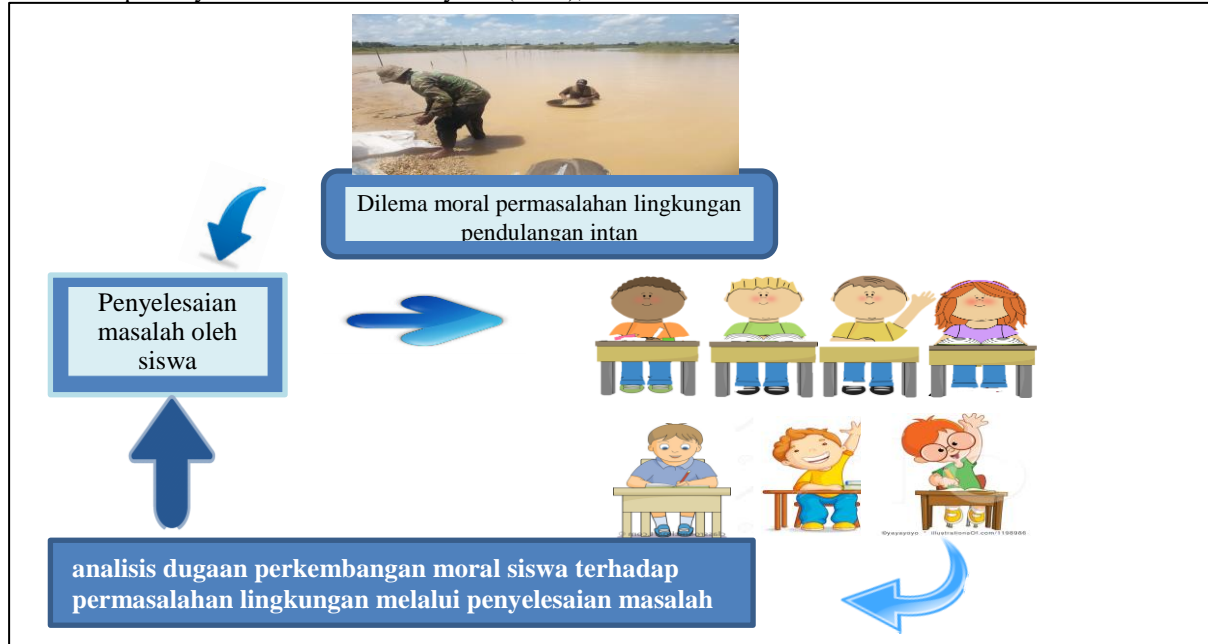 Dilema moral permasalahan lingkungan
pendulangan intan
Penyelesaian
masalah oleh
siswa
analisis dugaan perkembangan moral siswa terhadap
permasalahan lingkungan melalui penyelesaian masalah